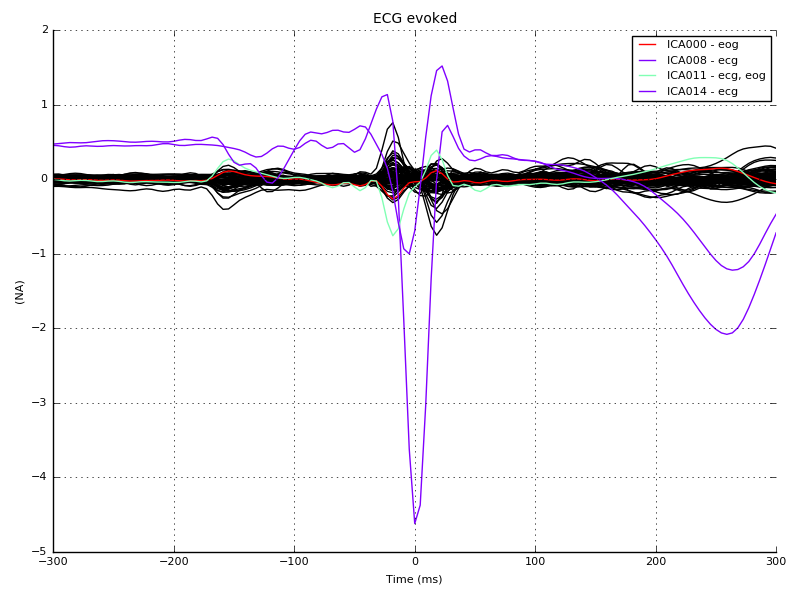 ECG evoked
2
1
0
−1
−2
−3
−4
−5
(NA)
ICA000 - eog
ICA008 - ecg
ICA011 - ecg, eog
ICA014 - ecg
−300 −200 −100 0 100 200 300
Time (ms)